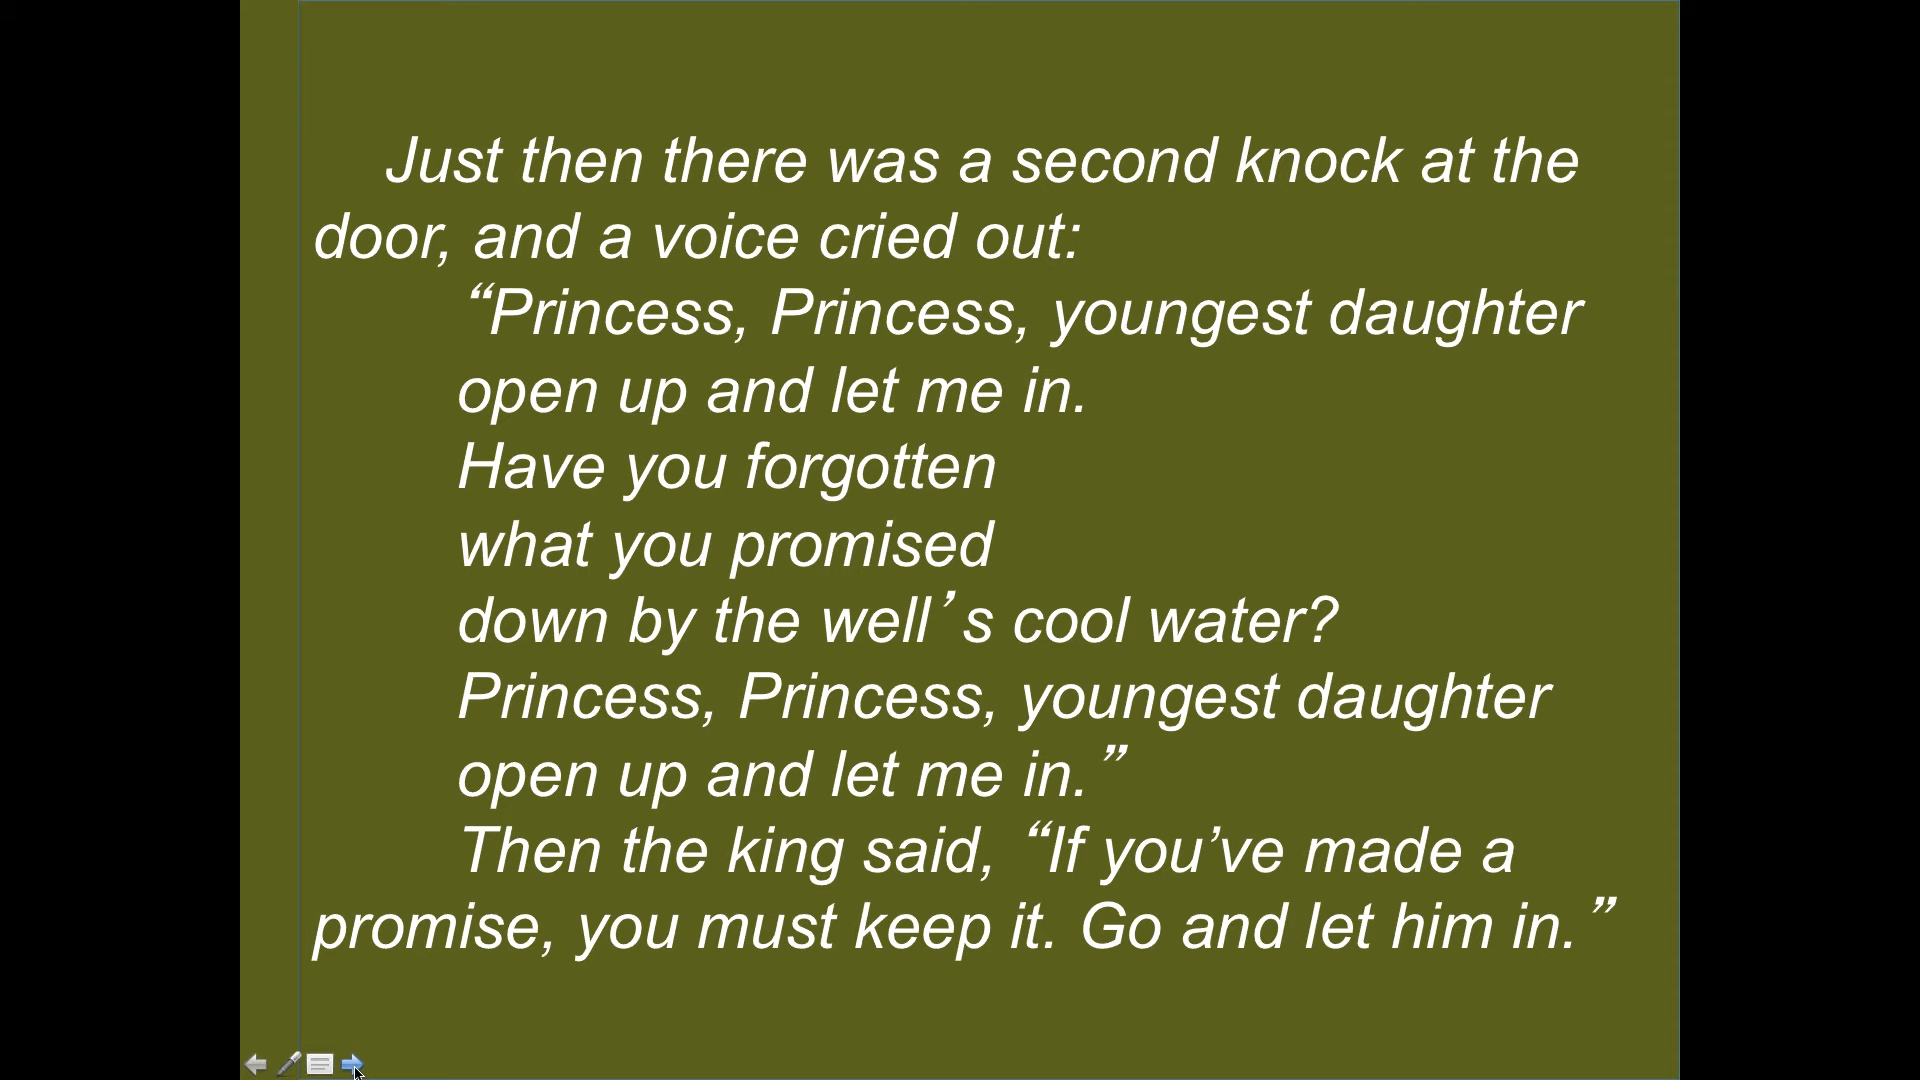 Just then there was a second knock at the
door, and a voice cried out:
“Princess, Princess, youngest daughter
open up and let me in.
Have you forgotten
what you promised
down by the well’s cool water?
Princess, Princess, youngest daughter
open up and let me in.”
Then the king said, “If you’ve made a
promise, you must keep it. Go and let him in.”